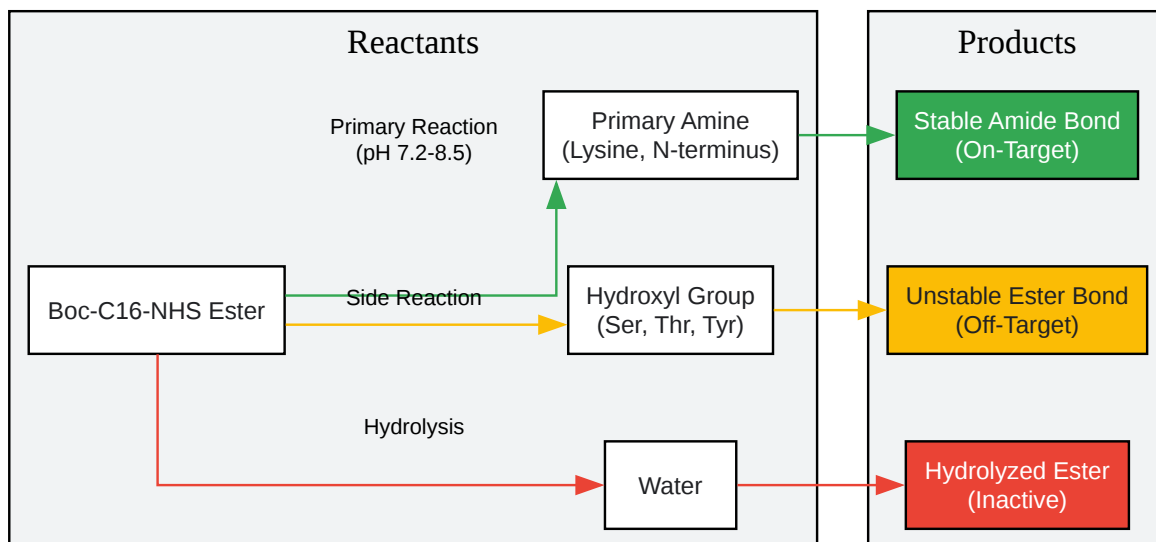 Reactants
Products
Primary Reaction
(pH 7.2-8.5)
Primary Amine
(Lysine, N-terminus)
Stable Amide Bond
(On-Target)
Boc-C16-NHS Ester
Side Reaction
Hydroxyl Group
(Ser, Thr, Tyr)
Unstable Ester Bond
(Off-Target)
Hydrolysis
Water
Hydrolyzed Ester
(Inactive)